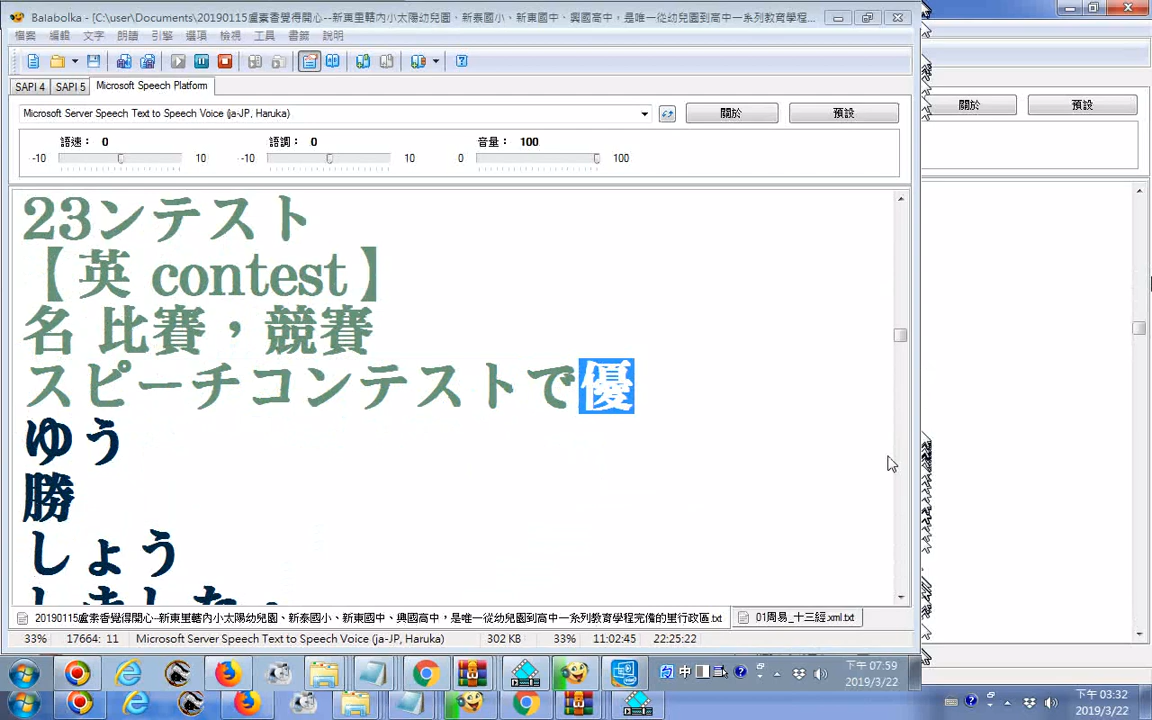 Balabolka - [C:\user\Documents\20190115盧素香覺得開心--新東里轄內小太陽幼兒園、新泰國小、新東國中、興國高中，是唯一從幼兒園到高中一系列教育學程...
檔案 編輯 文字 朗讀 引擎 選項 檢視 工具 書籤 說明
SAPI 4 SAPI 5 Microsoft Speech Platform
Microsoft Server Speech Text to Speech Voice (ja-JP, Haruka) 關於 預設 關於 預設
語速： 0 語調： 0 音量： 100
-10 10 -10 10 0 100
23ンテスト
【英 contest】
名 比賽，競賽
スピーチコンテストで優
ゆう
勝
しょう
しました。
20190115盧素香覺得開心--新東里轄內小太陽幼兒園、新泰國小、新東國中、興國高中，是唯一從幼兒園到高中一系列教育學程完備的里行政區.txt 01周易_十三經.xml.txt
33% 17664: 11 Microsoft Server Speech Text to Speech Voice (ja-JP, Haruka) 302 KB 33% 11:02:45 22:25:22
中 下午 07:59
2019/3/22
下午 03:32
2019/3/22